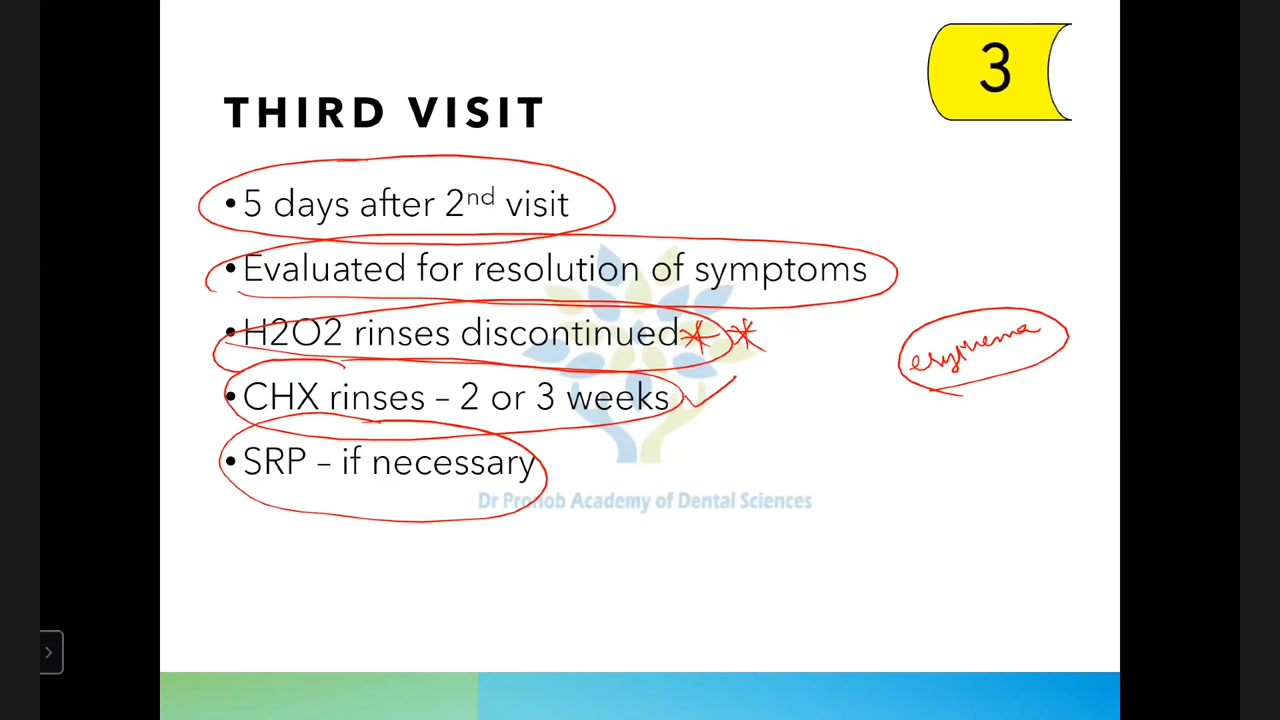 3
THIRD VISIT
•5 days after 2nd visit
•Evaluated for resolution of symptoms
•H2O2 rinses discontinued**
erythema
•CHX rinses – 2 or 3 weeks ✓
•SRP – if necessary
Dr Pronob Academy of Dental Sciences